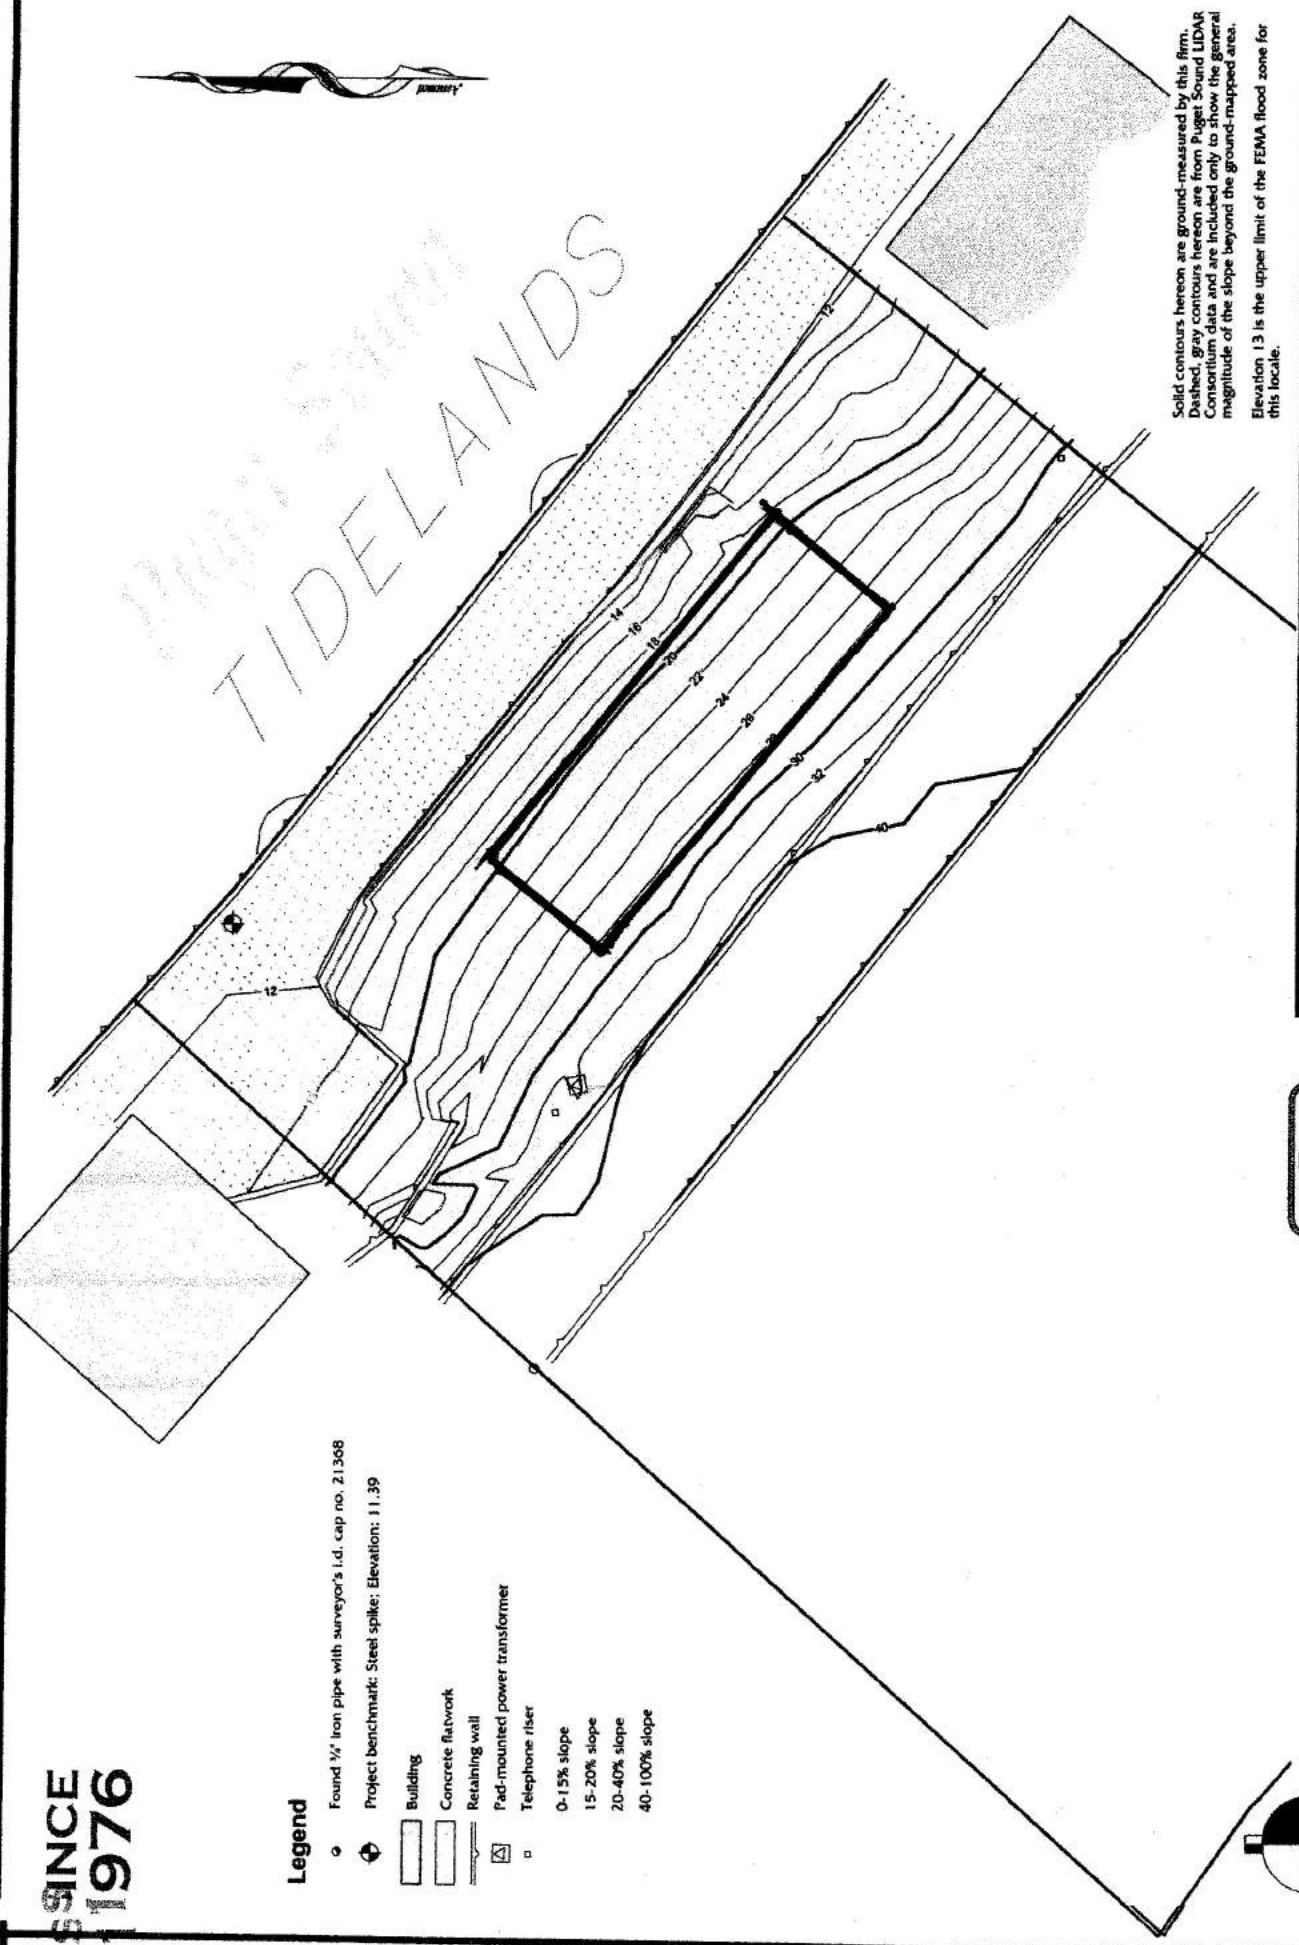 SINCE
1976
Legend
Found ¾" iron pipe with surveyor's i.d. cap no. 21368
Project benchmark: Steel spike; Elevation: 11.39
Building
Concrete flatwork
Retaining wall
Pad-mounted power transformer
Telephone riser
0-15% slope
15-20% slope
20-40% slope
40-100% slope
Puget Sound
TIDELANDS
Assumed
12
12
14
16
18
20
22
24
26
28
30
32
40
Solid contours hereon are ground-measured by this firm.
Dashed, gray contours hereon are from Puget Sound LIDAR
Consortium data and are included only to show the general
magnitude of the slope beyond the ground-mapped area.
Elevation 13 is the upper limit of the FEMA flood zone for
this locale.